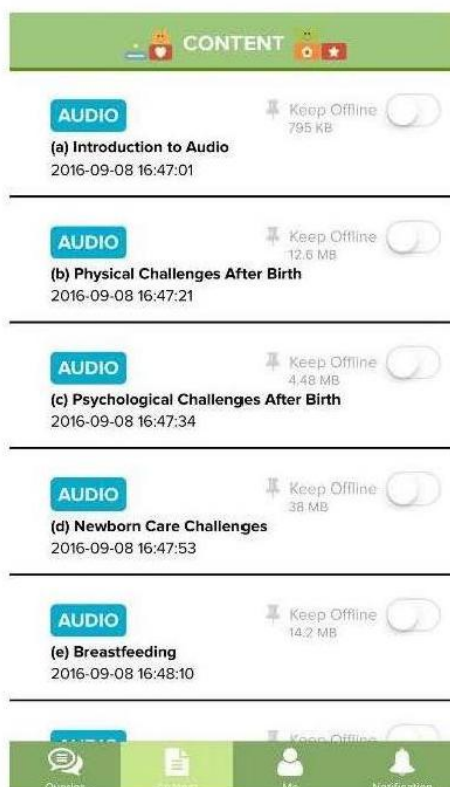 CONTENT
AUDIO
Keep Offline
795 KB
(a) Introduction to Audio
2016-09-08 16:47:01
AUDIO
Keep Offline
12.6 MB
(b) Physical Challenges After Birth
2016-09-08 16:47:21
AUDIO
Keep Offline
4.48 MB
(c) Psychological Challenges After Birth
2016-09-08 16:47:34
AUDIO
Keep Offline
38 MB
(d) Newborn Care Challenges
2016-09-08 16:47:53
AUDIO
Keep Offline
14.2 MB
(e) Breastfeeding
2016-09-08 16:48:10
AUDIO
Keep Offline
Queries
Me
Notification